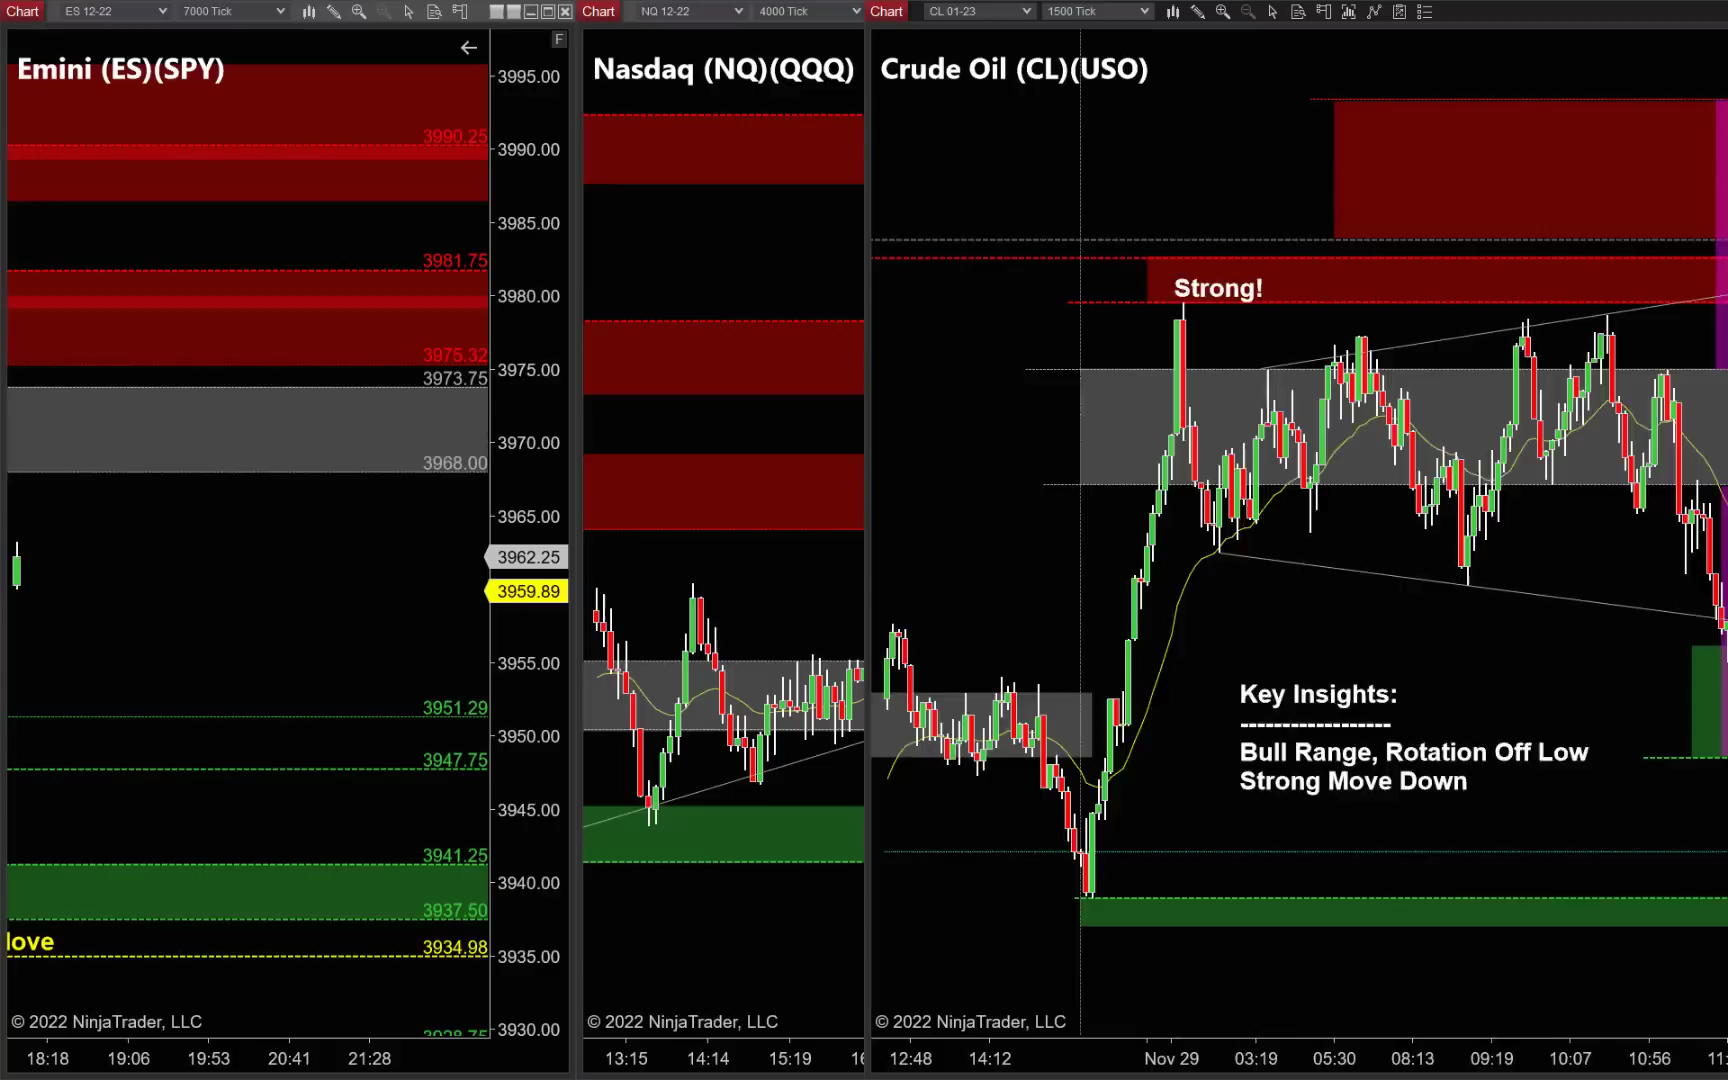 Chart ES 12-22 7000 Tick
Chart NQ 12-22 4000 Tick
Chart CL 01-23 1500 Tick
F
Emini (ES)(SPY)
3990.25
3981.75
3975.32
3973.75
3968.00
3951.29
3947.75
3941.25
3937.50
3934.98
love
© 2022 NinjaTrader, LLC
3995.00
3990.00
3985.00
3980.00
3975.00
3970.00
3965.00
3962.25
3959.89
3955.00
3950.00
3945.00
3940.00
3935.00
3930.00
18:18 19:06 19:53 20:41 21:28
Nasdaq (NQ)(QQQ)
© 2022 NinjaTrader, LLC
13:15 14:14 15:19
Crude Oil (CL)(USO)
Strong!
Key Insights:
------------------
Bull Range, Rotation Off Low
Strong Move Down
© 2022 NinjaTrader, LLC
12:48 14:12 Nov 29 03:19 05:30 08:13 09:19 10:07 10:56